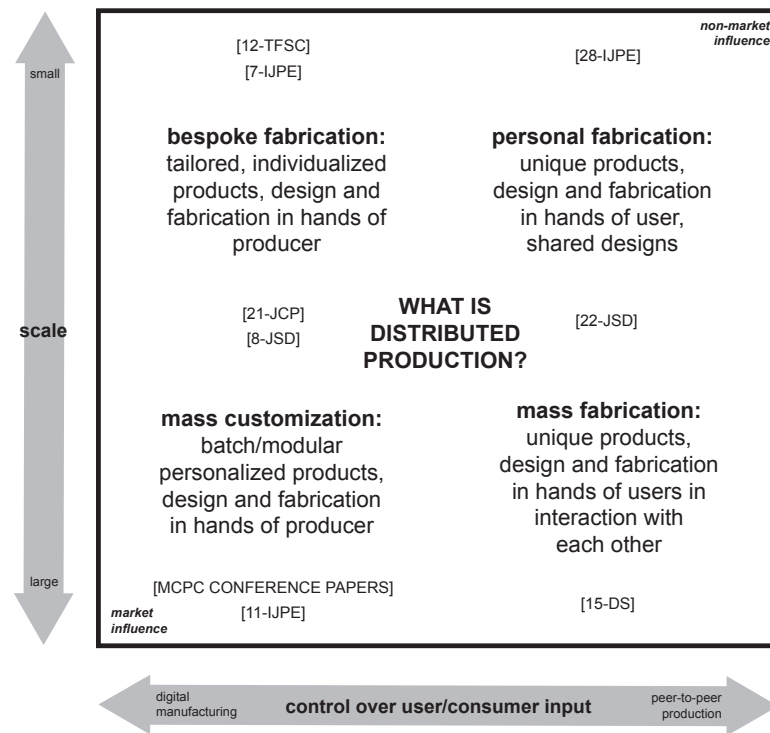 non-market
influence
[12-TFSC]
[7-IJPE]
[28-IJPE]
small
bespoke fabrication:
tailored, individualized
products, design and
fabrication in hands of
producer
personal fabrication:
unique products,
design and fabrication
in hands of user,
shared designs
scale
[21-JCP]
[8-JSD]
WHAT IS
DISTRIBUTED
PRODUCTION?
[22-JSD]
mass customization:
batch/modular
personalized products,
design and fabrication
in hands of producer
mass fabrication:
unique products,
design and fabrication
in hands of users in
interaction with
each other
large
[MCPC CONFERENCE PAPERS]
[11-IJPE]
[15-DS]
market
influence
digital
manufacturing
control over user/consumer input
peer-to-peer
production